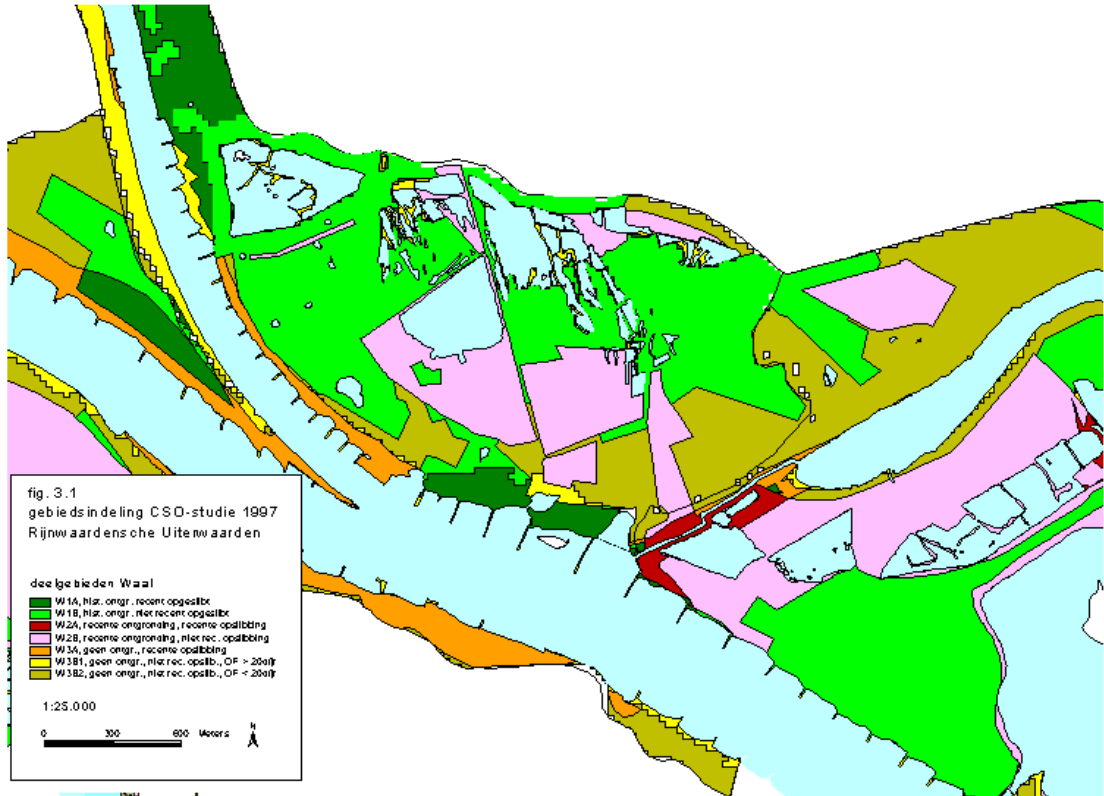 fig. 3.1
gebiedsindeling CSO-studie 1997
Rijnwaardensche Uiterwaarden
deelgebieden Waal
W1A, hist. ontgr. recent opgeslibt
W1B, hist. ontgr. niet recent opgeslibt
W2A, recente ontgronding, recente opslibbing
W2B, recente ontgronding, niet rec. opslibbing
W3A, geen ontgr., recente opslibbing
W3B1, geen ontgr., niet rec. opslib., OF > 20d/jr
W3B2, geen ontgr., niet rec. opslib., OF < 20d/jr
1:25.000
0 300 600 Meters N